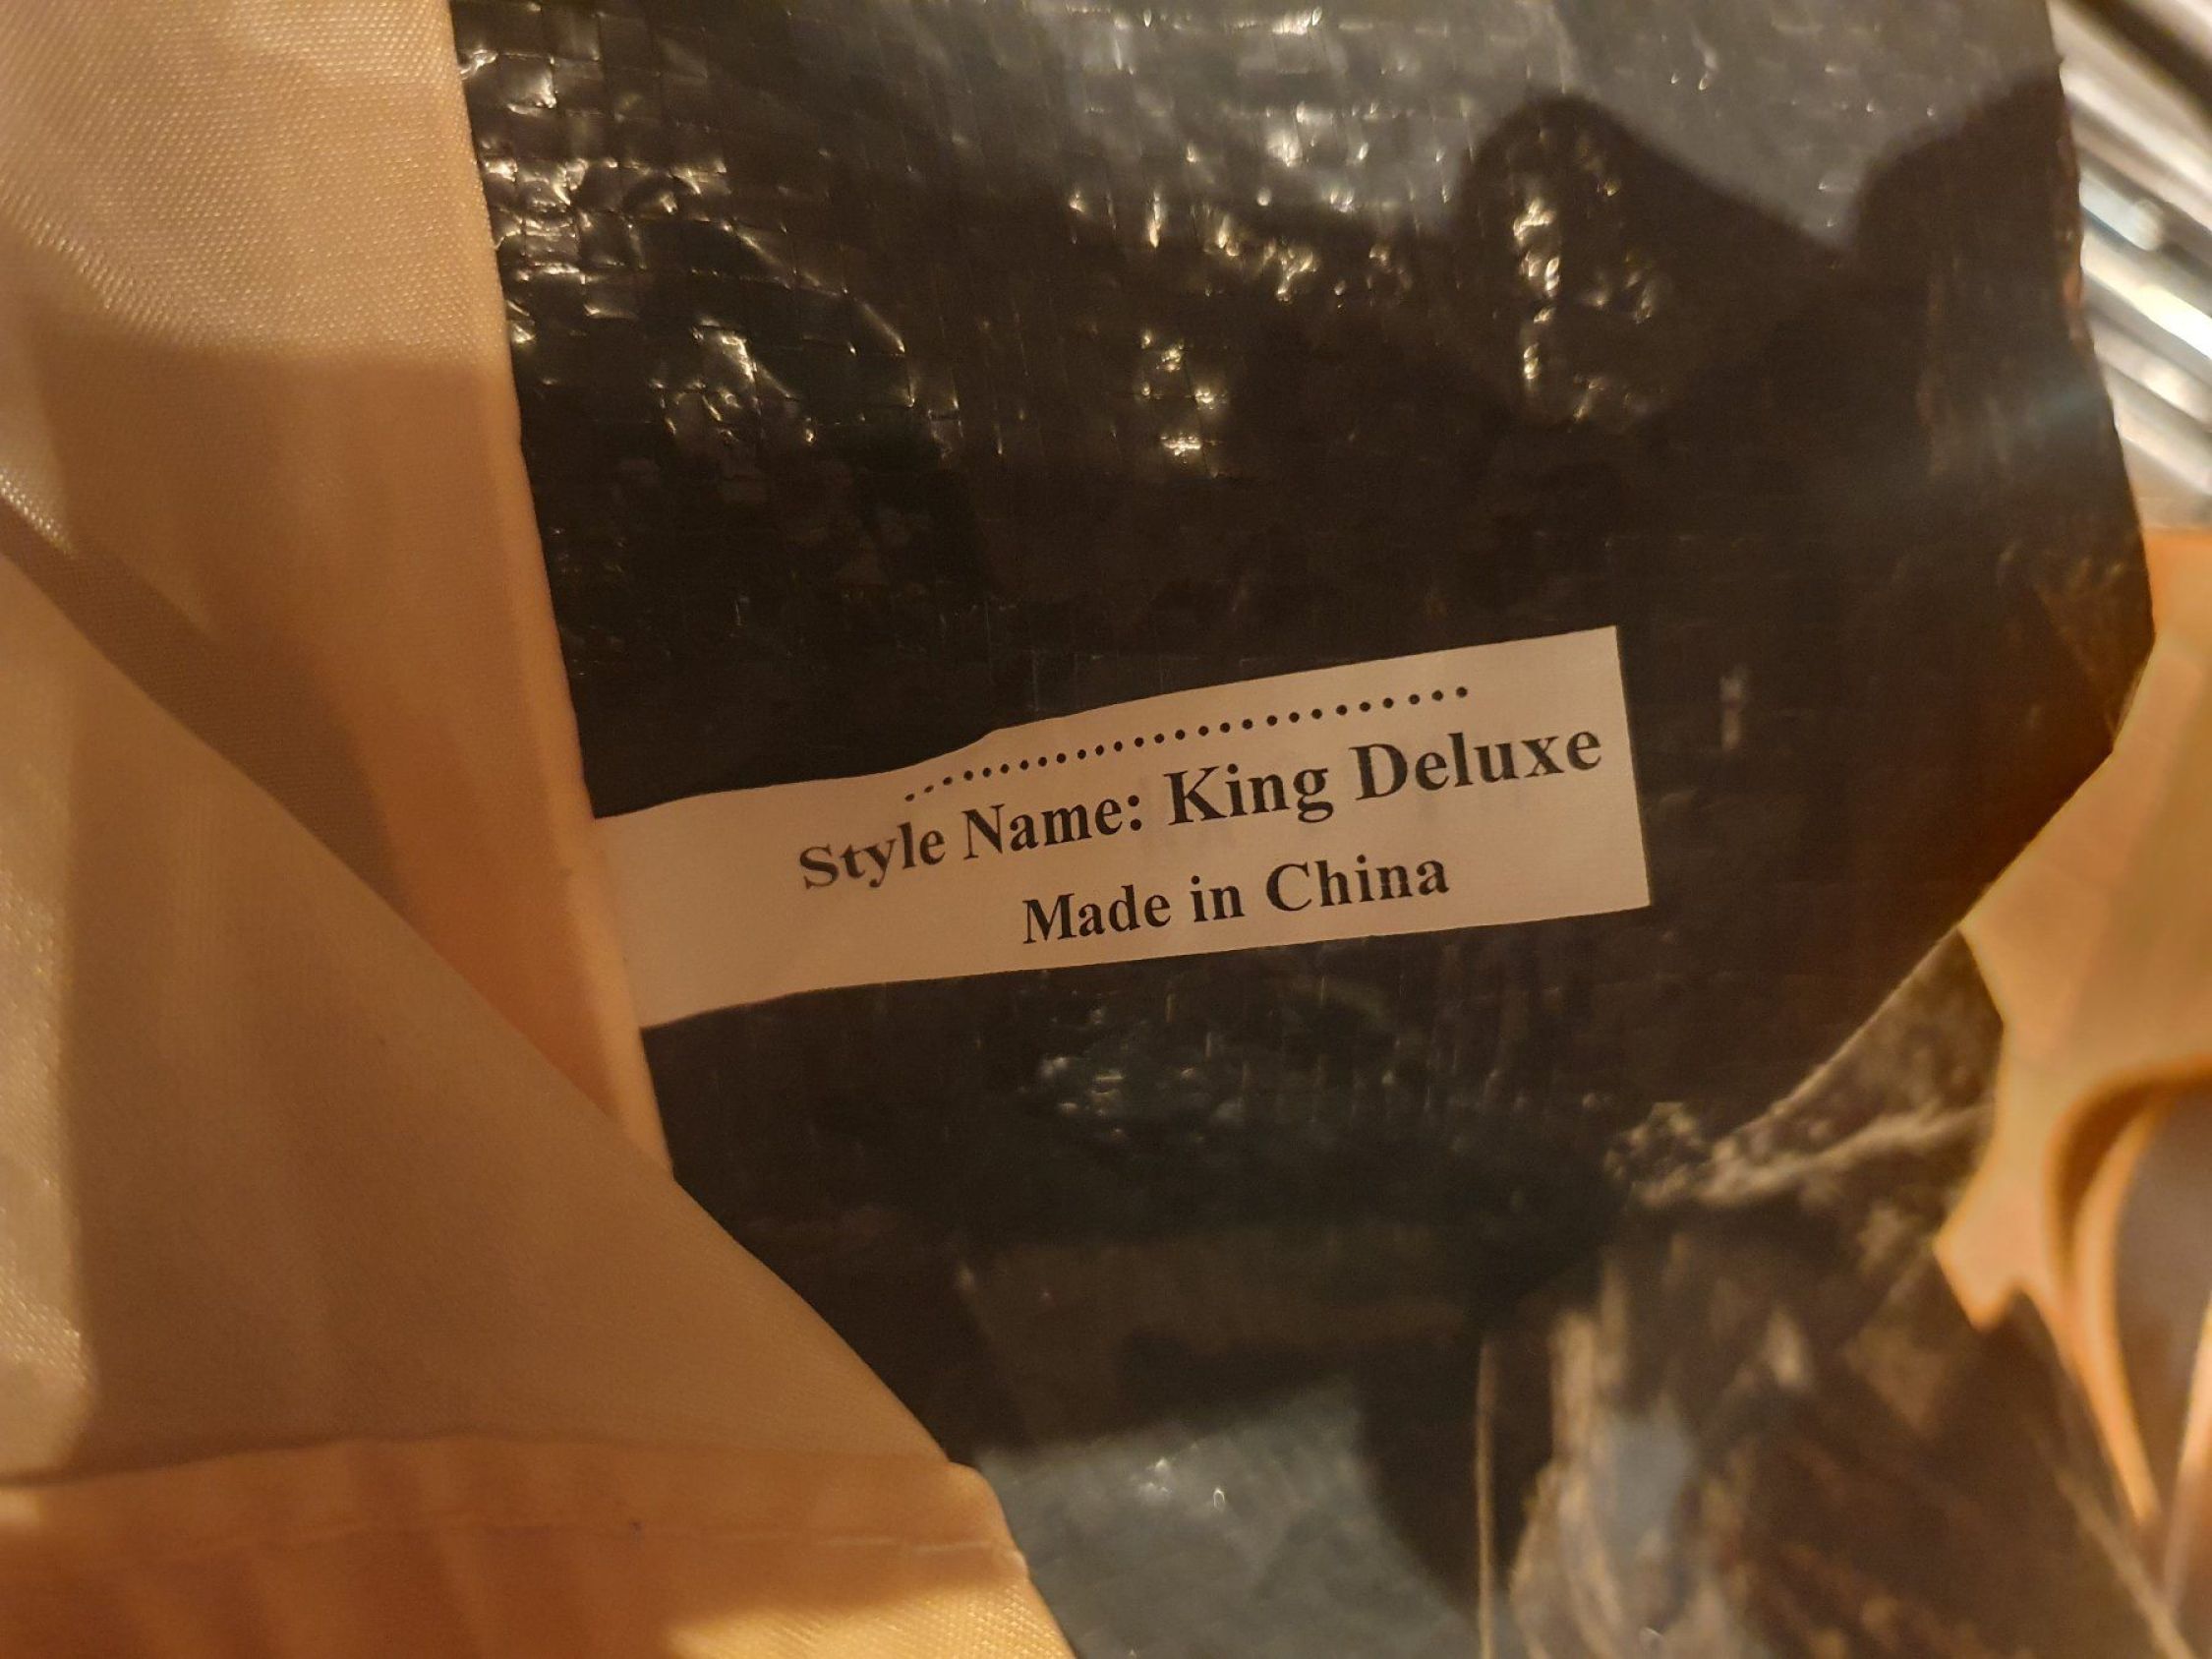 ........................
Style Name: King Deluxe
Made in China